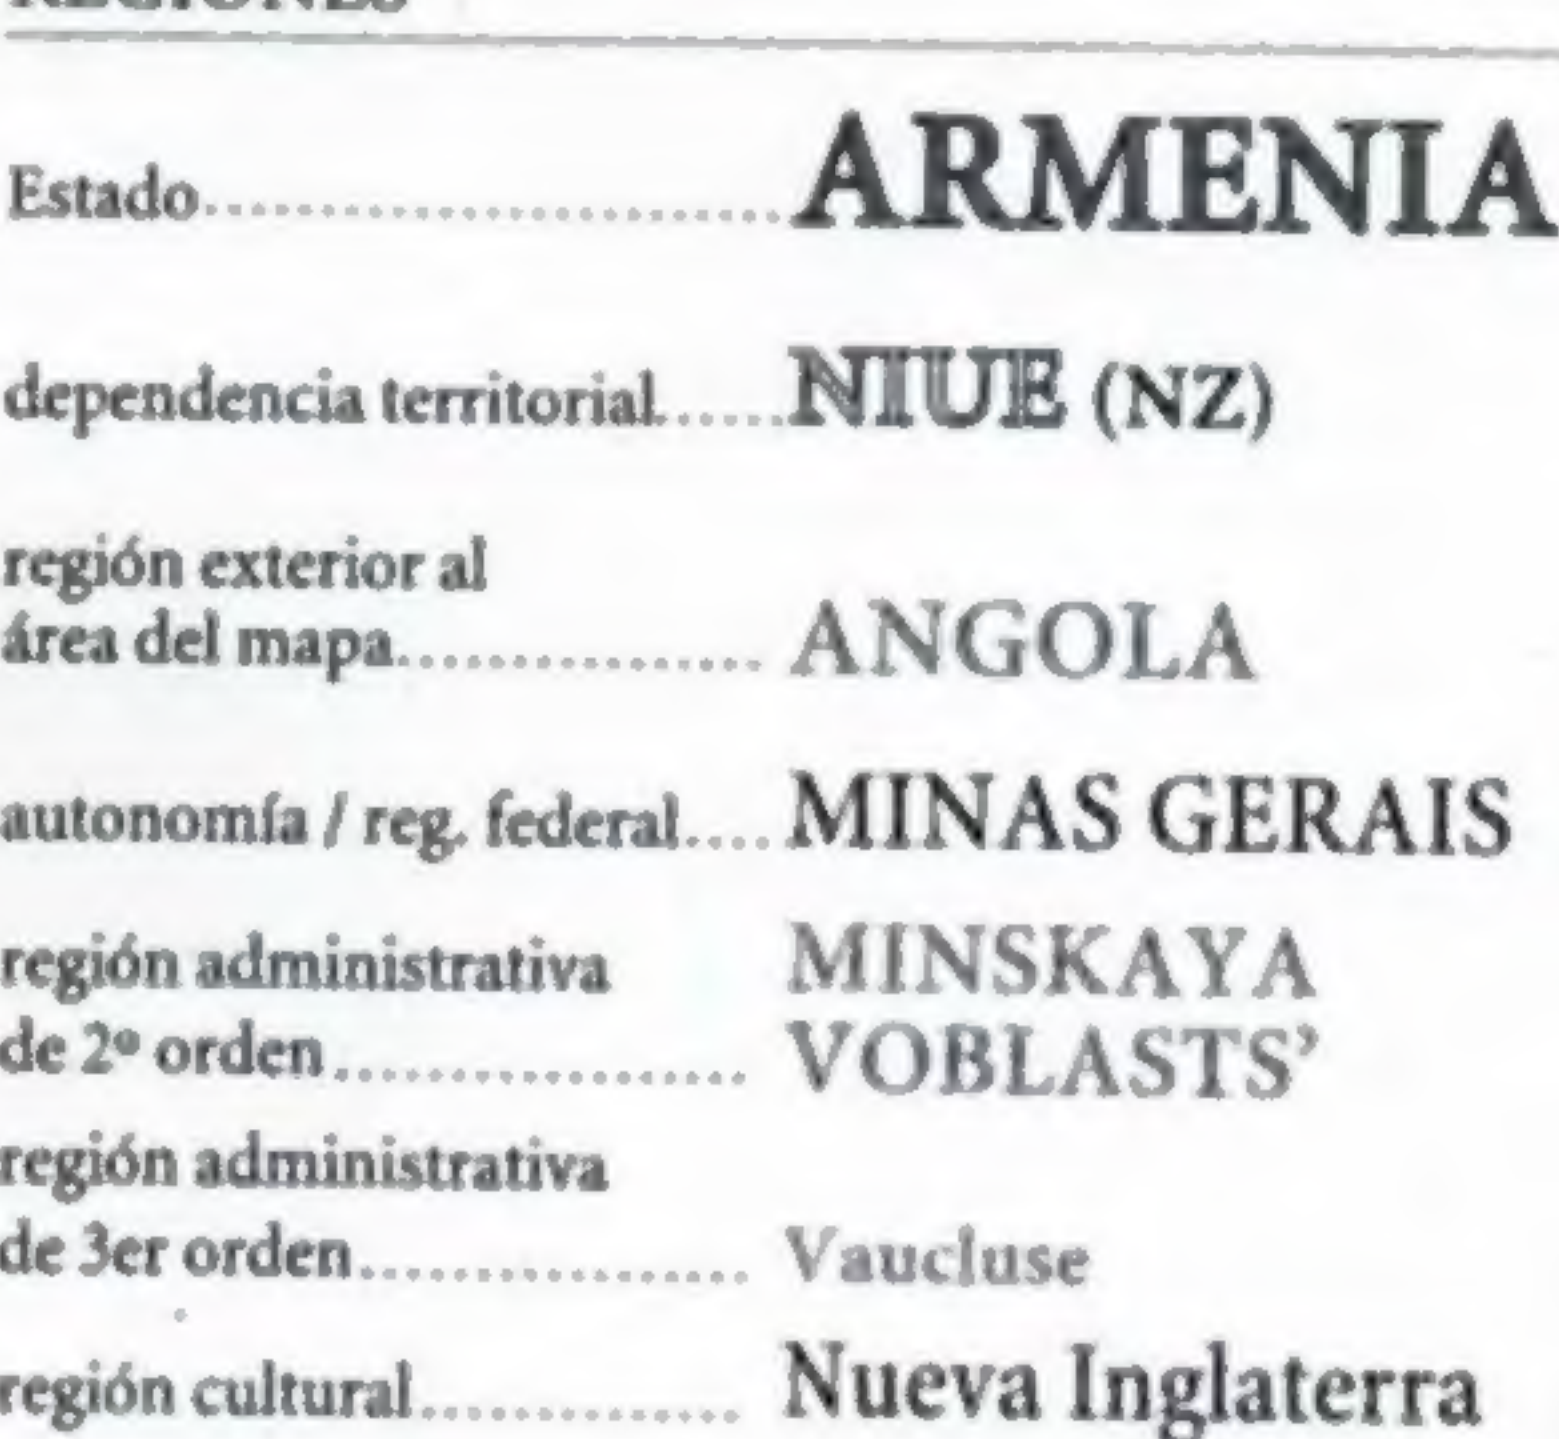 REGIONES
Estado..............................ARMENIA
dependencia territorial.......NIUE (NZ)
región exterior al
área del mapa................... ANGOLA
autonomía / reg. federal.....MINAS GERAIS
región administrativa MINSKAYA
de 2º orden..................... VOBLASTS’
región administrativa
de 3er orden.................... Vaucluse
región cultural................. Nueva Inglaterra